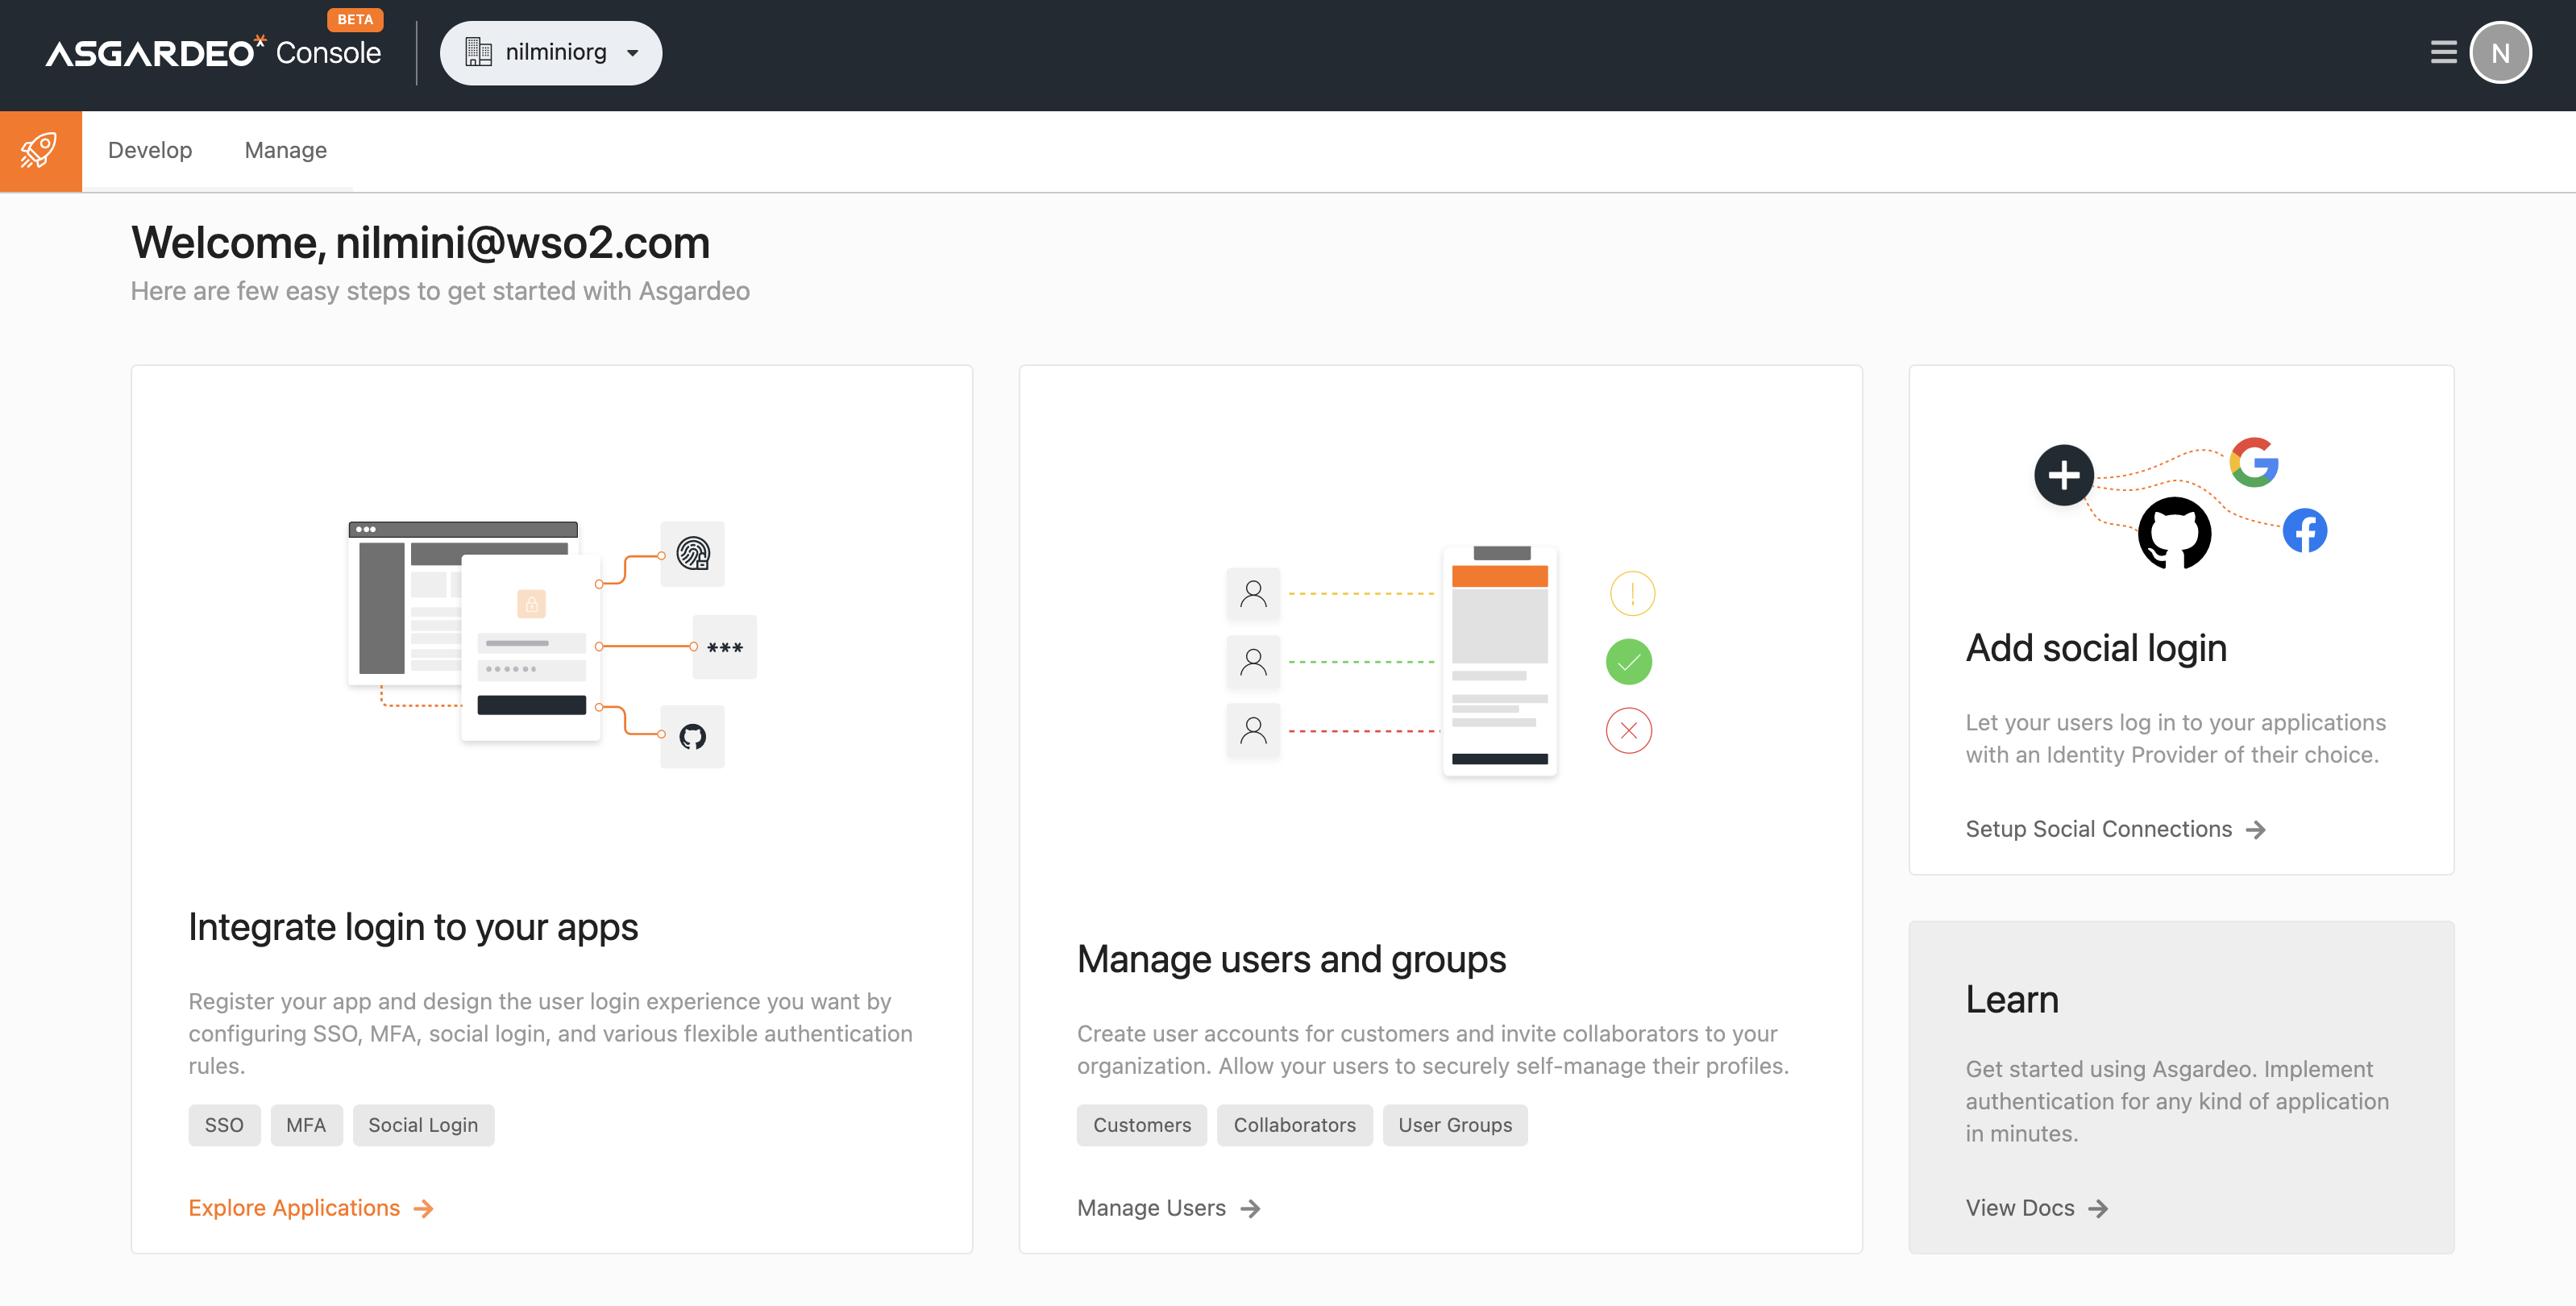 BETA
ASGARDEO Console
nilminiorg
N
Develop
Manage
Welcome, nilmini@wso2.com
Here are few easy steps to get started with Asgardeo
***
Integrate login to your apps
Register your app and design the user login experience you want by
configuring SSO, MFA, social login, and various flexible authentication
rules.
SSO
MFA
Social Login
Explore Applications
Manage users and groups
Create user accounts for customers and invite collaborators to your
organization. Allow your users to securely self-manage their profiles.
Customers
Collaborators
User Groups
Manage Users
Add social login
Let your users log in to your applications
with an Identity Provider of their choice.
Setup Social Connections
Learn
Get started using Asgardeo. Implement
authentication for any kind of application
in minutes.
View Docs